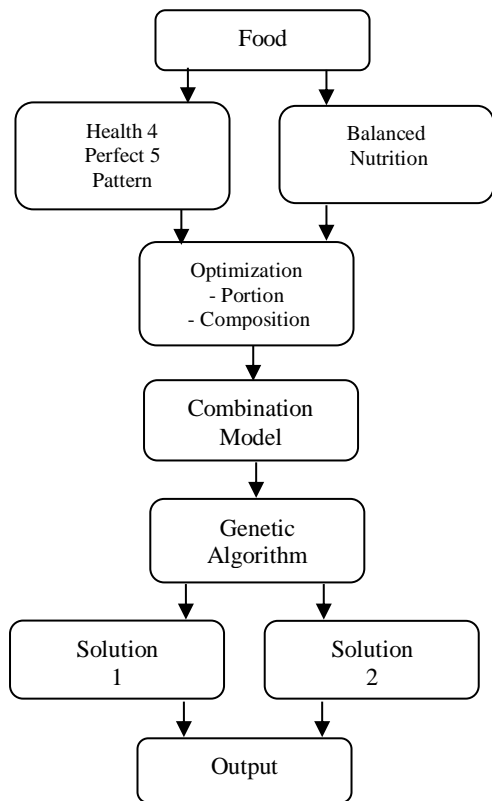 Food
Health 4
Perfect 5
Pattern
Balanced
Nutrition
Optimization
- Portion
- Composition
Combination
Model
Genetic
Algorithm
Solution
1
Solution
2
Output